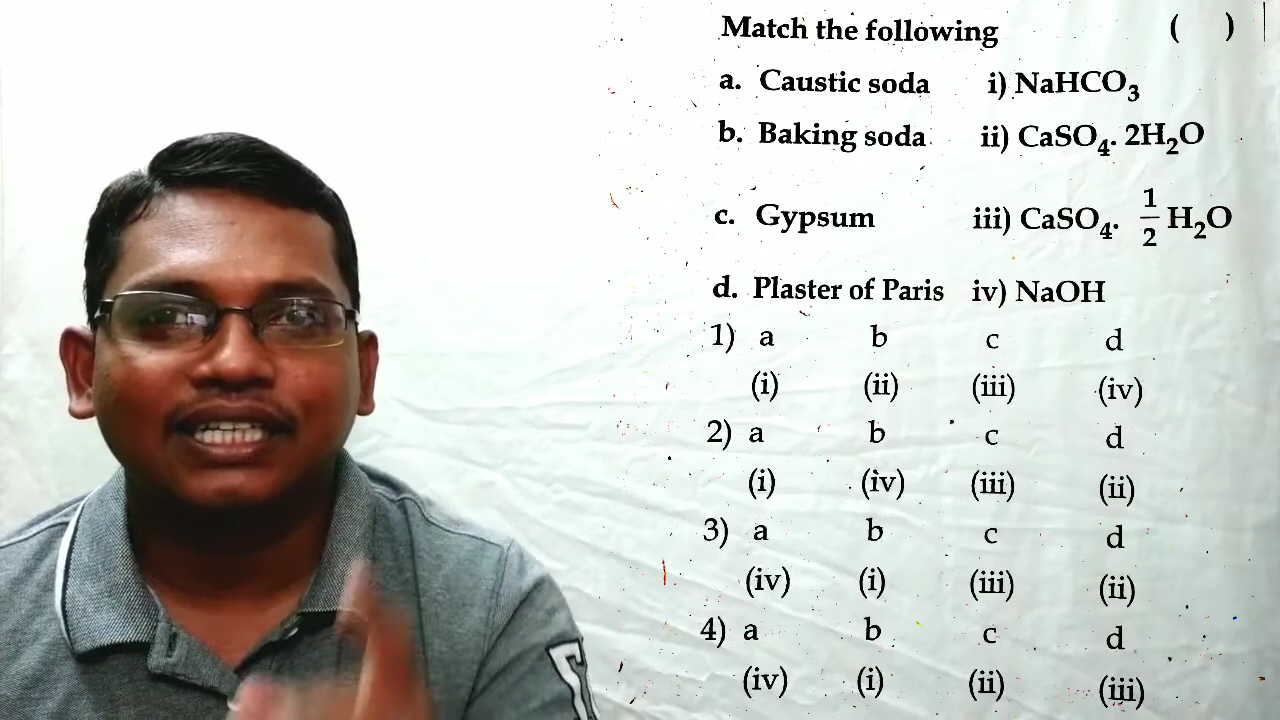 Match the following ( )
a. Caustic soda i) NaHCO₃
b. Baking soda ii) CaSO₄. 2H₂O
c. Gypsum iii) CaSO₄. 1/2 H₂O
d. Plaster of Paris iv) NaOH
1) a b c d
(i) (ii) (iii) (iv)
2) a b c d
(i) (iv) (iii) (ii)
3) a b c d
(iv) (i) (iii) (ii)
4) a b c d
(iv) (i) (ii) (iii)